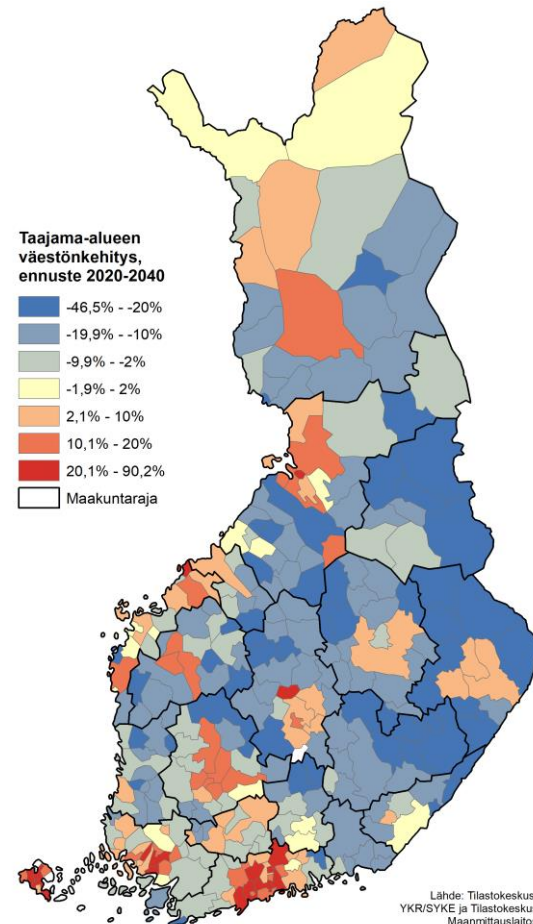 Taajama-alueen
väestönkehitys,
ennuste 2020-2040
-46,5% - -20%
-19,9% - -10%
-9,9% - -2%
-1,9% - 2%
2,1% - 10%
10,1% - 20%
20,1% - 90,2%
Maakuntaraja
Lähde: Tilastokeskus
YKR/SYKE ja Tilastokeskus
Maanmittauslaitos